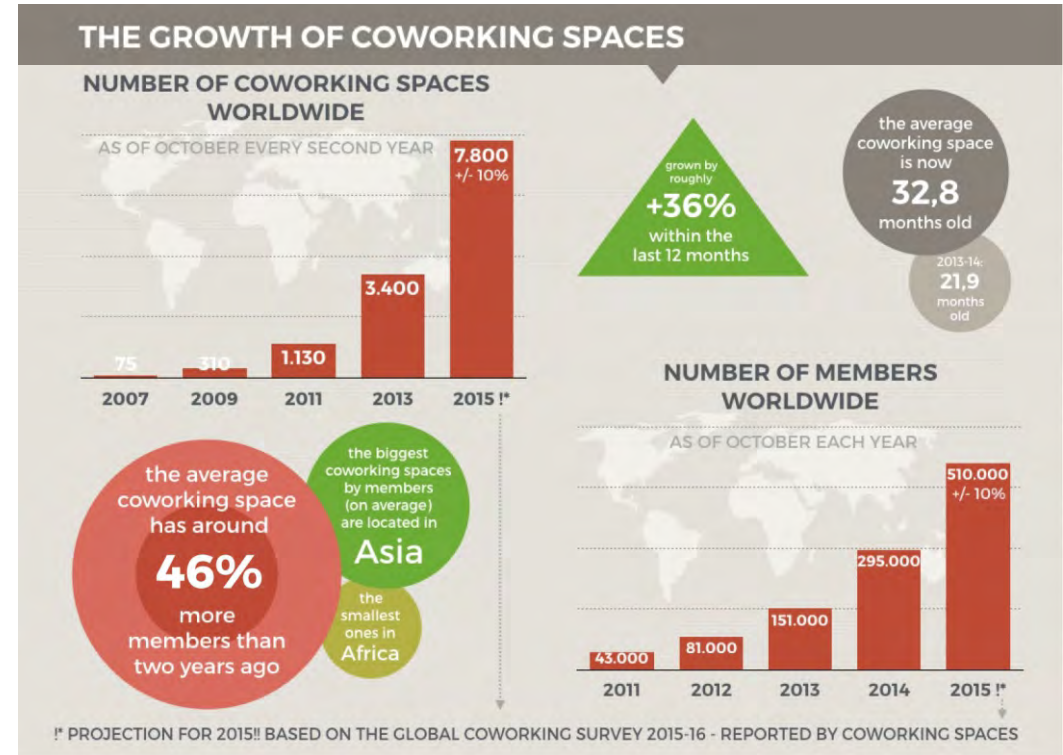 THE GROWTH OF COWORKING SPACES
NUMBER OF COWORKING SPACES
WORLDWIDE
AS OF OCTOBER EVERY SECOND YEAR
7.800
+/- 10%
3.400
1.130
310
75
2007
2009
2011
2013
2015 !*
grown by
roughly
+36%
within the
last 12 months
the average
coworking space
is now
32,8
months old
2013-14:
21,9
months
old
the average
coworking space
has around
46%
more
members than
two years ago
the biggest
coworking spaces
by members
(on average)
are located in
Asia
the
smallest
ones in
Africa
NUMBER OF MEMBERS
WORLDWIDE
AS OF OCTOBER EACH YEAR
510.000
+/- 10%
295.000
151.000
81.000
43.000
2011
2012
2013
2014
2015 !*
!* PROJECTION FOR 2015!! BASED ON THE GLOBAL COWORKING SURVEY 2015-16 - REPORTED BY COWORKING SPACES